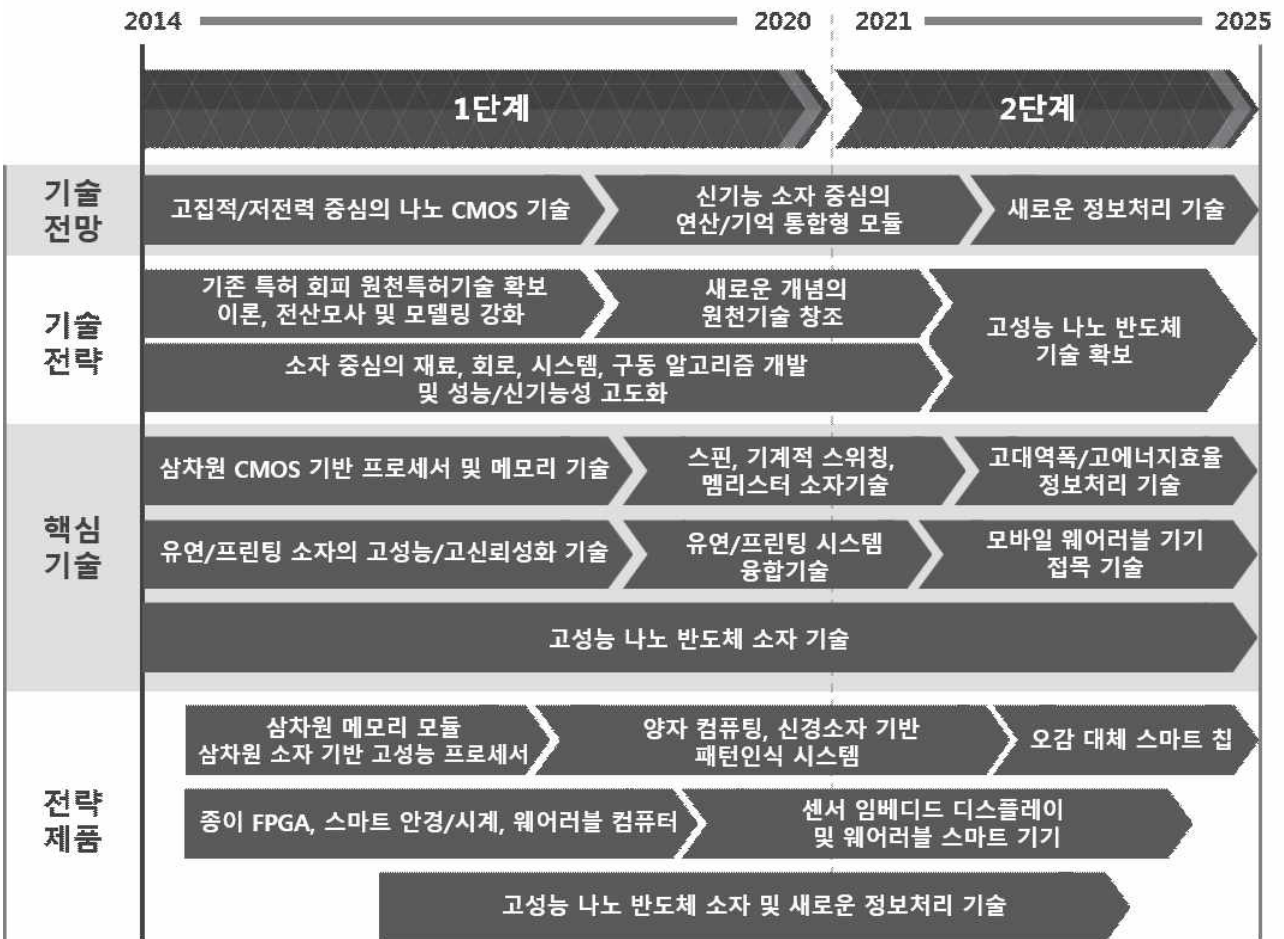 2014
2020
2021
2025
1단계
2단계
기술
전망
고집적/저전력 중심의 나노 CMOS 기술
신기능 소자 중심의
연산/기억 통합형 모듈
새로운 정보처리 기술
기술
전략
기존 특허 회피 원천특허기술 확보
이론, 전산모사 및 모델링 강화
새로운 개념의
원천기술 창조
고성능 나노 반도체
기술 확보
소자 중심의 재료, 회로, 시스템, 구동 알고리즘 개발
및 성능/신기능성 고도화
핵심
기술
삼차원 CMOS 기반 프로세서 및 메모리 기술
스핀, 기계적 스위칭,
멤리스터 소자기술
고대역폭/고에너지효율
정보처리 기술
유연/프린팅 소자의 고성능/고신뢰성화 기술
유연/프린팅 시스템
융합기술
모바일 웨어러블 기기
접목 기술
고성능 나노 반도체 소자 기술
전략
제품
삼차원 메모리 모듈
삼차원 소자 기반 고성능 프로세서
양자 컴퓨팅, 신경소자 기반
패턴인식 시스템
오감 대체 스마트 칩
종이 FPGA, 스마트 안경/시계, 웨어러블 컴퓨터
센서 임베디드 디스플레이
및 웨어러블 스마트 기기
고성능 나노 반도체 소자 및 새로운 정보처리 기술